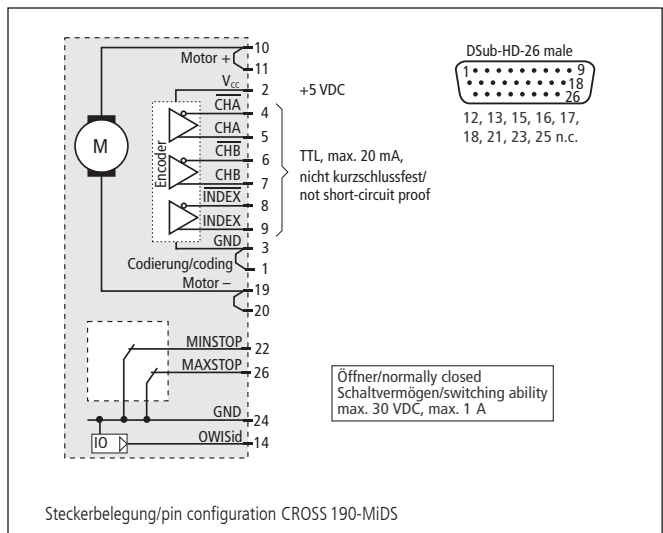 Motor + 10
11
VCC 2 +5 VDC
CHA 4
CHA 5
CHB 6
CHB 7
INDEX 8
INDEX 9
GND 3
Codierung/coding 1
Motor – 19
20
M
Encoder
TTL, max. 20 mA,
nicht kurzschlussfest/
not short-circuit proof
DSub-HD-26 male
1 9
18
26
12, 13, 15, 16, 17,
18, 21, 23, 25 n.c.
MINSTOP 22
MAXSTOP 26
GND 24
IO OWISid 14
Öffner/normally closed
Schaltvermögen/switching ability
max. 30 VDC, max. 1 A
Steckerbelegung/pin configuration CROSS 190-MiDS